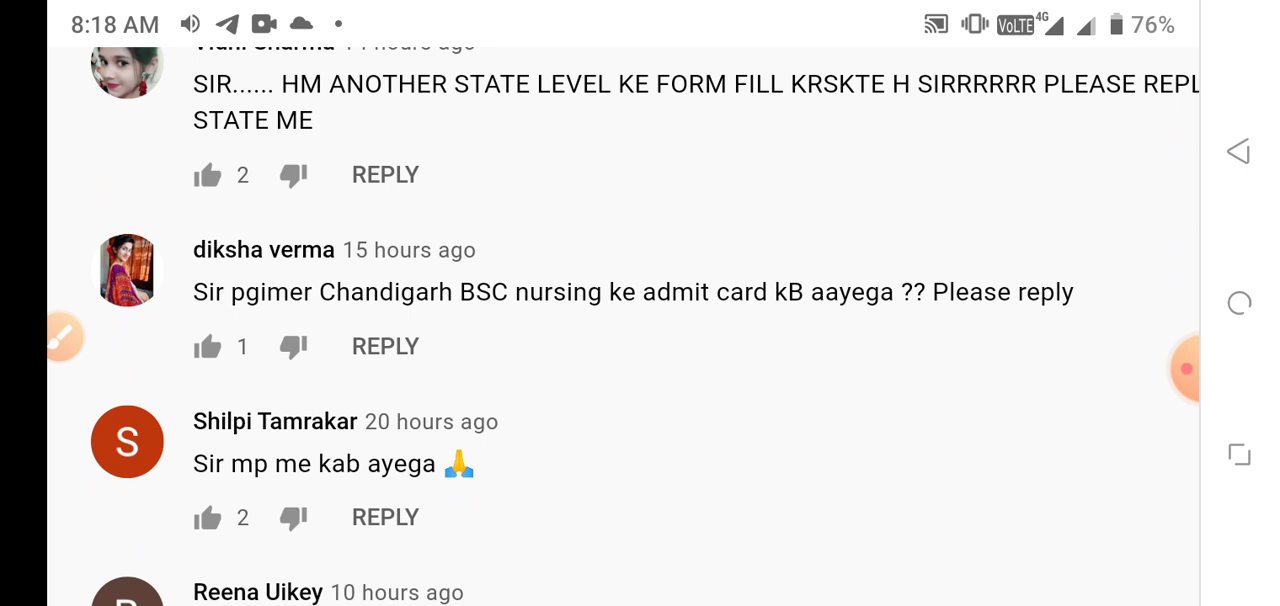 8:18 AM VoLTE 4G 76%
SIR...... HM ANOTHER STATE LEVEL KE FORM FILL KRSKTE H SIRRRRRR PLEASE REPL
STATE ME
2 REPLY
diksha verma 15 hours ago
Sir pgimer Chandigarh BSC nursing ke admit card kB aayega ?? Please reply
1 REPLY
S
Shilpi Tamrakar 20 hours ago
Sir mp me kab ayega 🙏
2 REPLY
Reena Uikey 10 hours ago